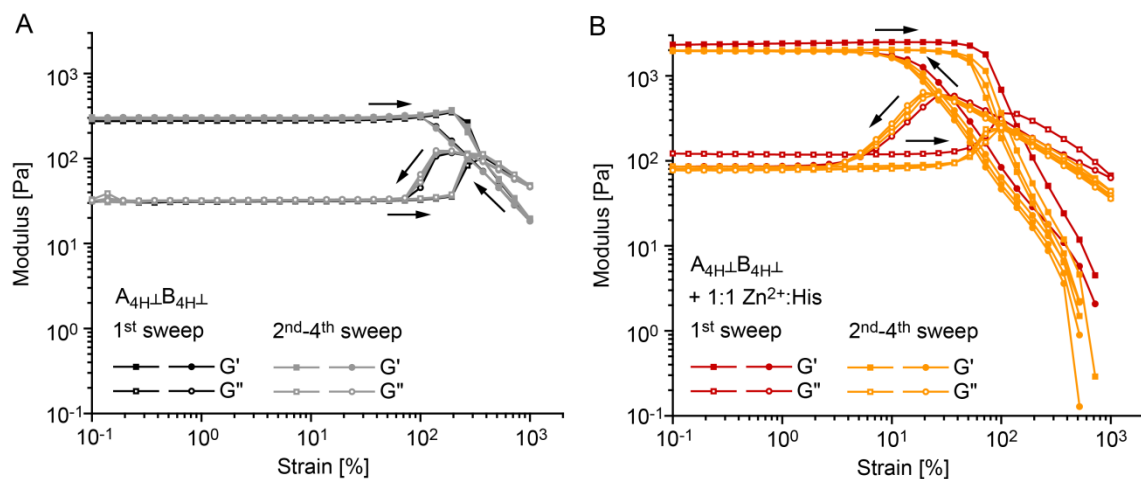 A
Modulus [Pa]
10³
10²
10¹
10⁰
10⁻¹
A₄H⊥B₄H⊥
1ˢᵗ sweep 2ⁿᵈ-4ᵗʰ sweep
G' G'
G" G"
10⁻¹ 10⁰ 10¹ 10² 10³
Strain [%]
B
Modulus [Pa]
10³
10²
10¹
10⁰
10⁻¹
A₄H⊥B₄H⊥
+ 1:1 Zn²⁺:His
1ˢᵗ sweep 2ⁿᵈ-4ᵗʰ sweep
G' G'
G" G"
10⁻¹ 10⁰ 10¹ 10² 10³
Strain [%]